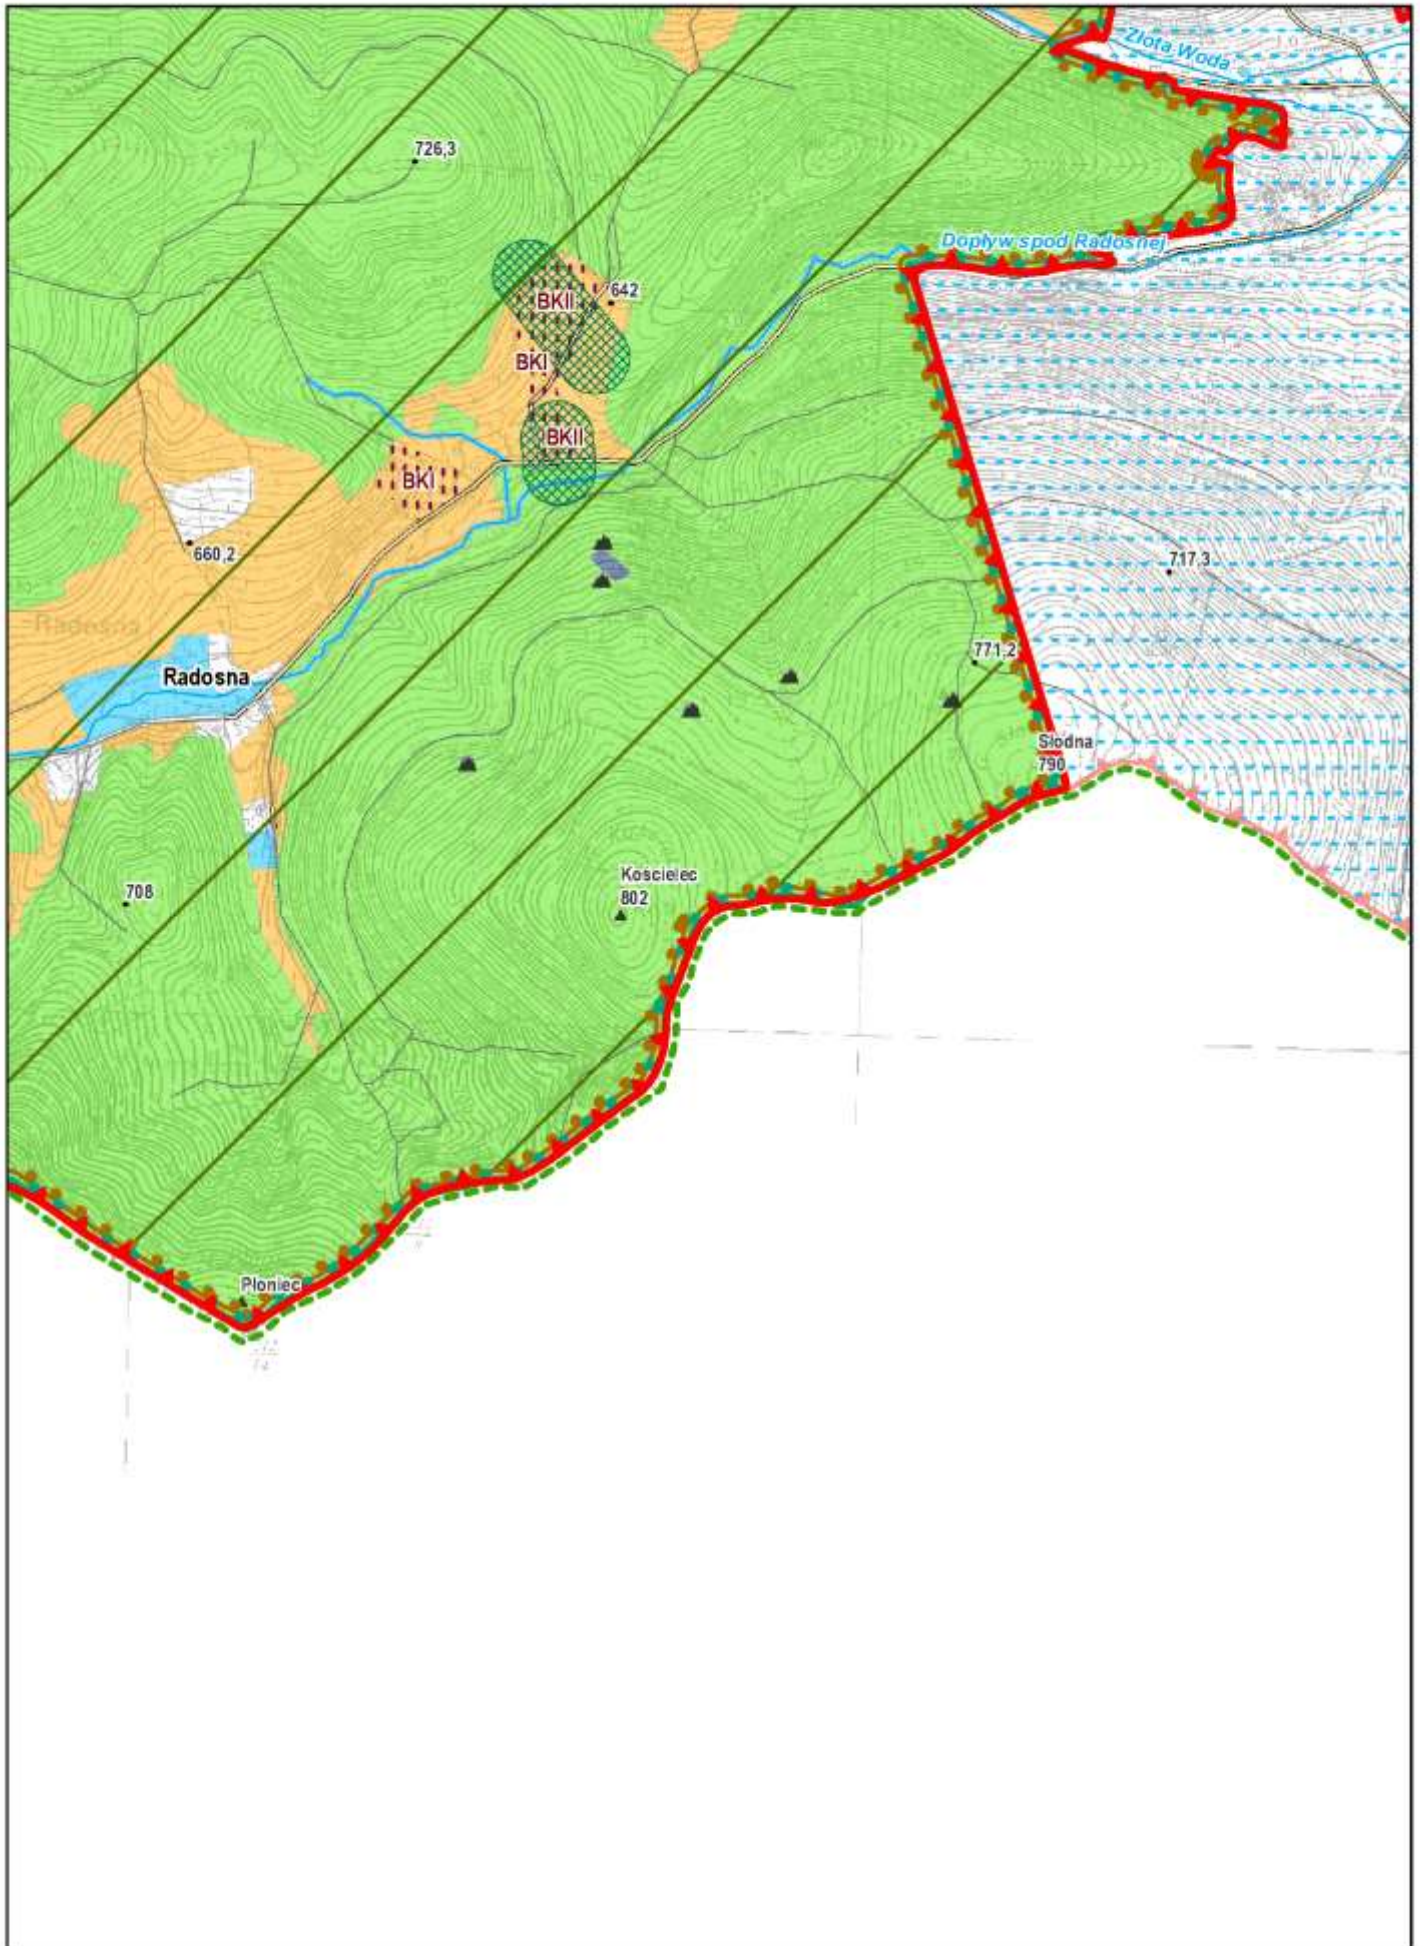 Złota Woda
726,3
Dopływ spod Radosnej
642
BKII
BKI
BKII
BKI
660,2
717,3
Radosna
771,2
Radosna
Słodna
790
Kościelec
802
708
Płoniec